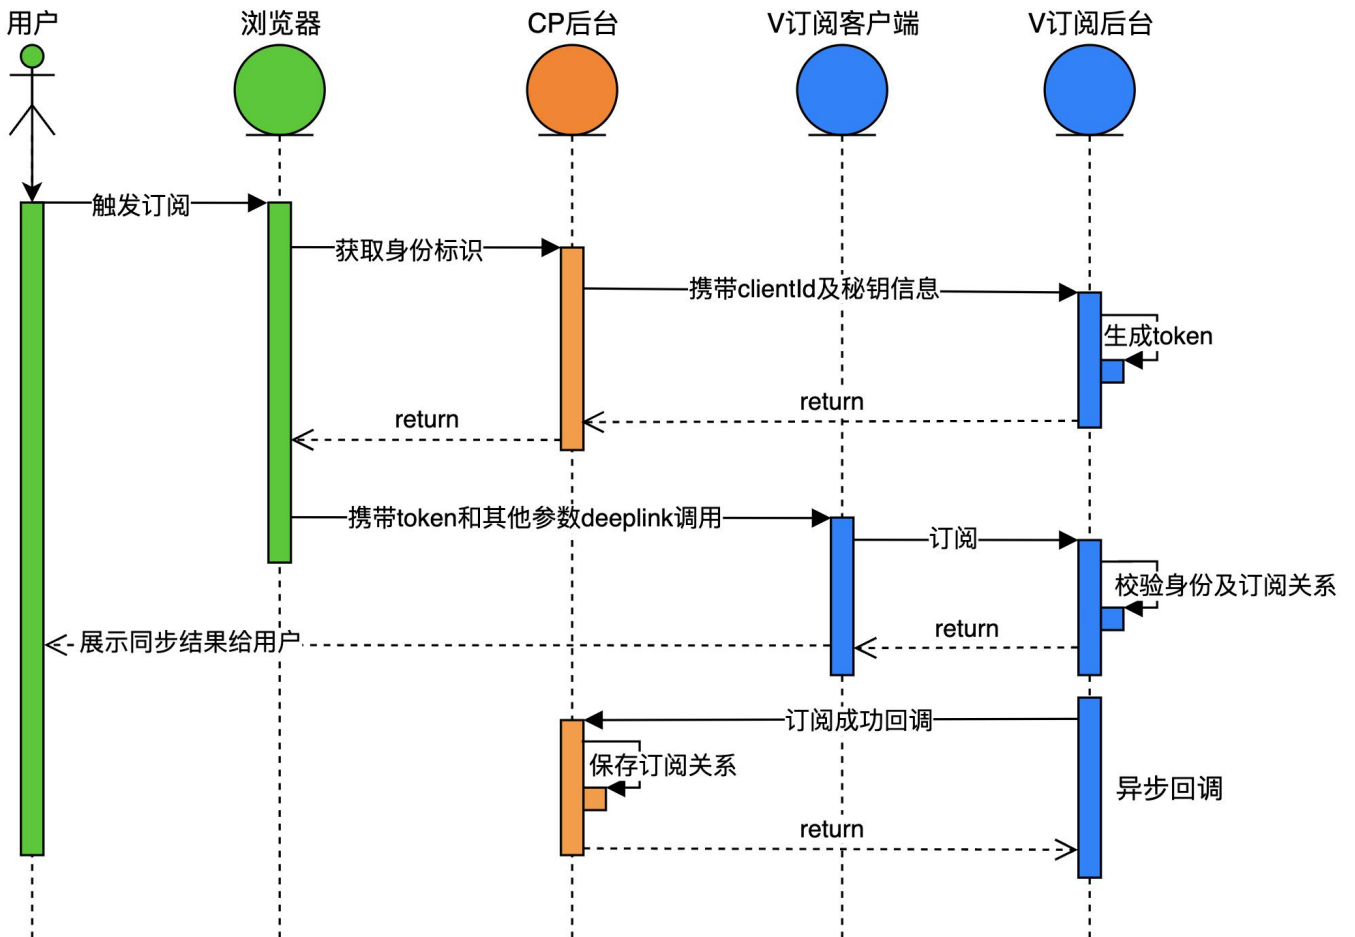 用户
浏览器
CP后台
V订阅客户端
V订阅后台
触发订阅
获取身份标识
携带clientId及秘钥信息
生成token
return
return
携带token和其他参数deeplink调用
订阅
校验身份及订阅关系
return
展示同步结果给用户
订阅成功回调
保存订阅关系
异步回调
return